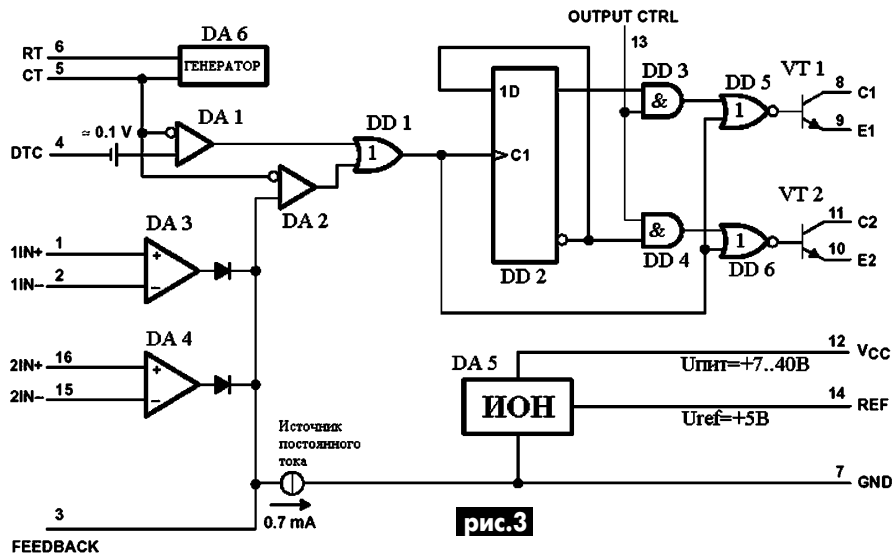 OUTPUT CTRL
13
RT 6
CT 5
DA 6
ГЕНЕРАТОР
≈ 0.1 V
DTC 4
DA 1
DD 1
1
DA 2
1D
C1
DD 2
DD 3
&
DD 5
1
VT 1
8 C1
9 E1
DD 4
&
DD 6
1
VT 2
11 C2
10 E2
1IN+ 1
1IN− 2
DA 3
+
−
2IN+ 16
2IN− 15
DA 4
+
−
DA 5
ИОН
12 VCC
Uпит=+7..40В
14 REF
Uref=+5В
7 GND
Источник
постоянного
тока
0.7 mA
3
FEEDBACK
рис.3